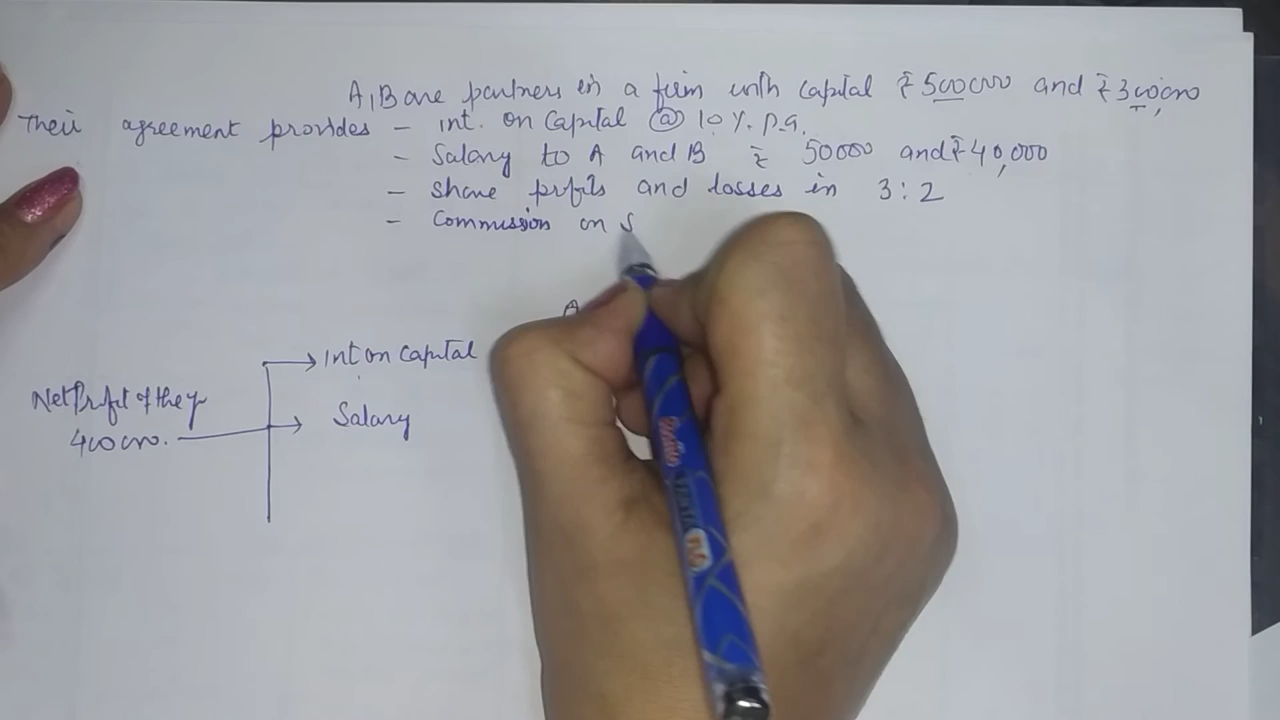 A, B are partners in a firm with capital ₹ 500000 and ₹ 300,000
Their agreement provides - int. on Capital @ 10 %. p.a.
- Salary to A and B ₹ 50000 and ₹ 40,000
- Share profits and losses in 3 : 2
- Commission on S
A
Int on Capital
Net Profit of the yr
Salary
400000.